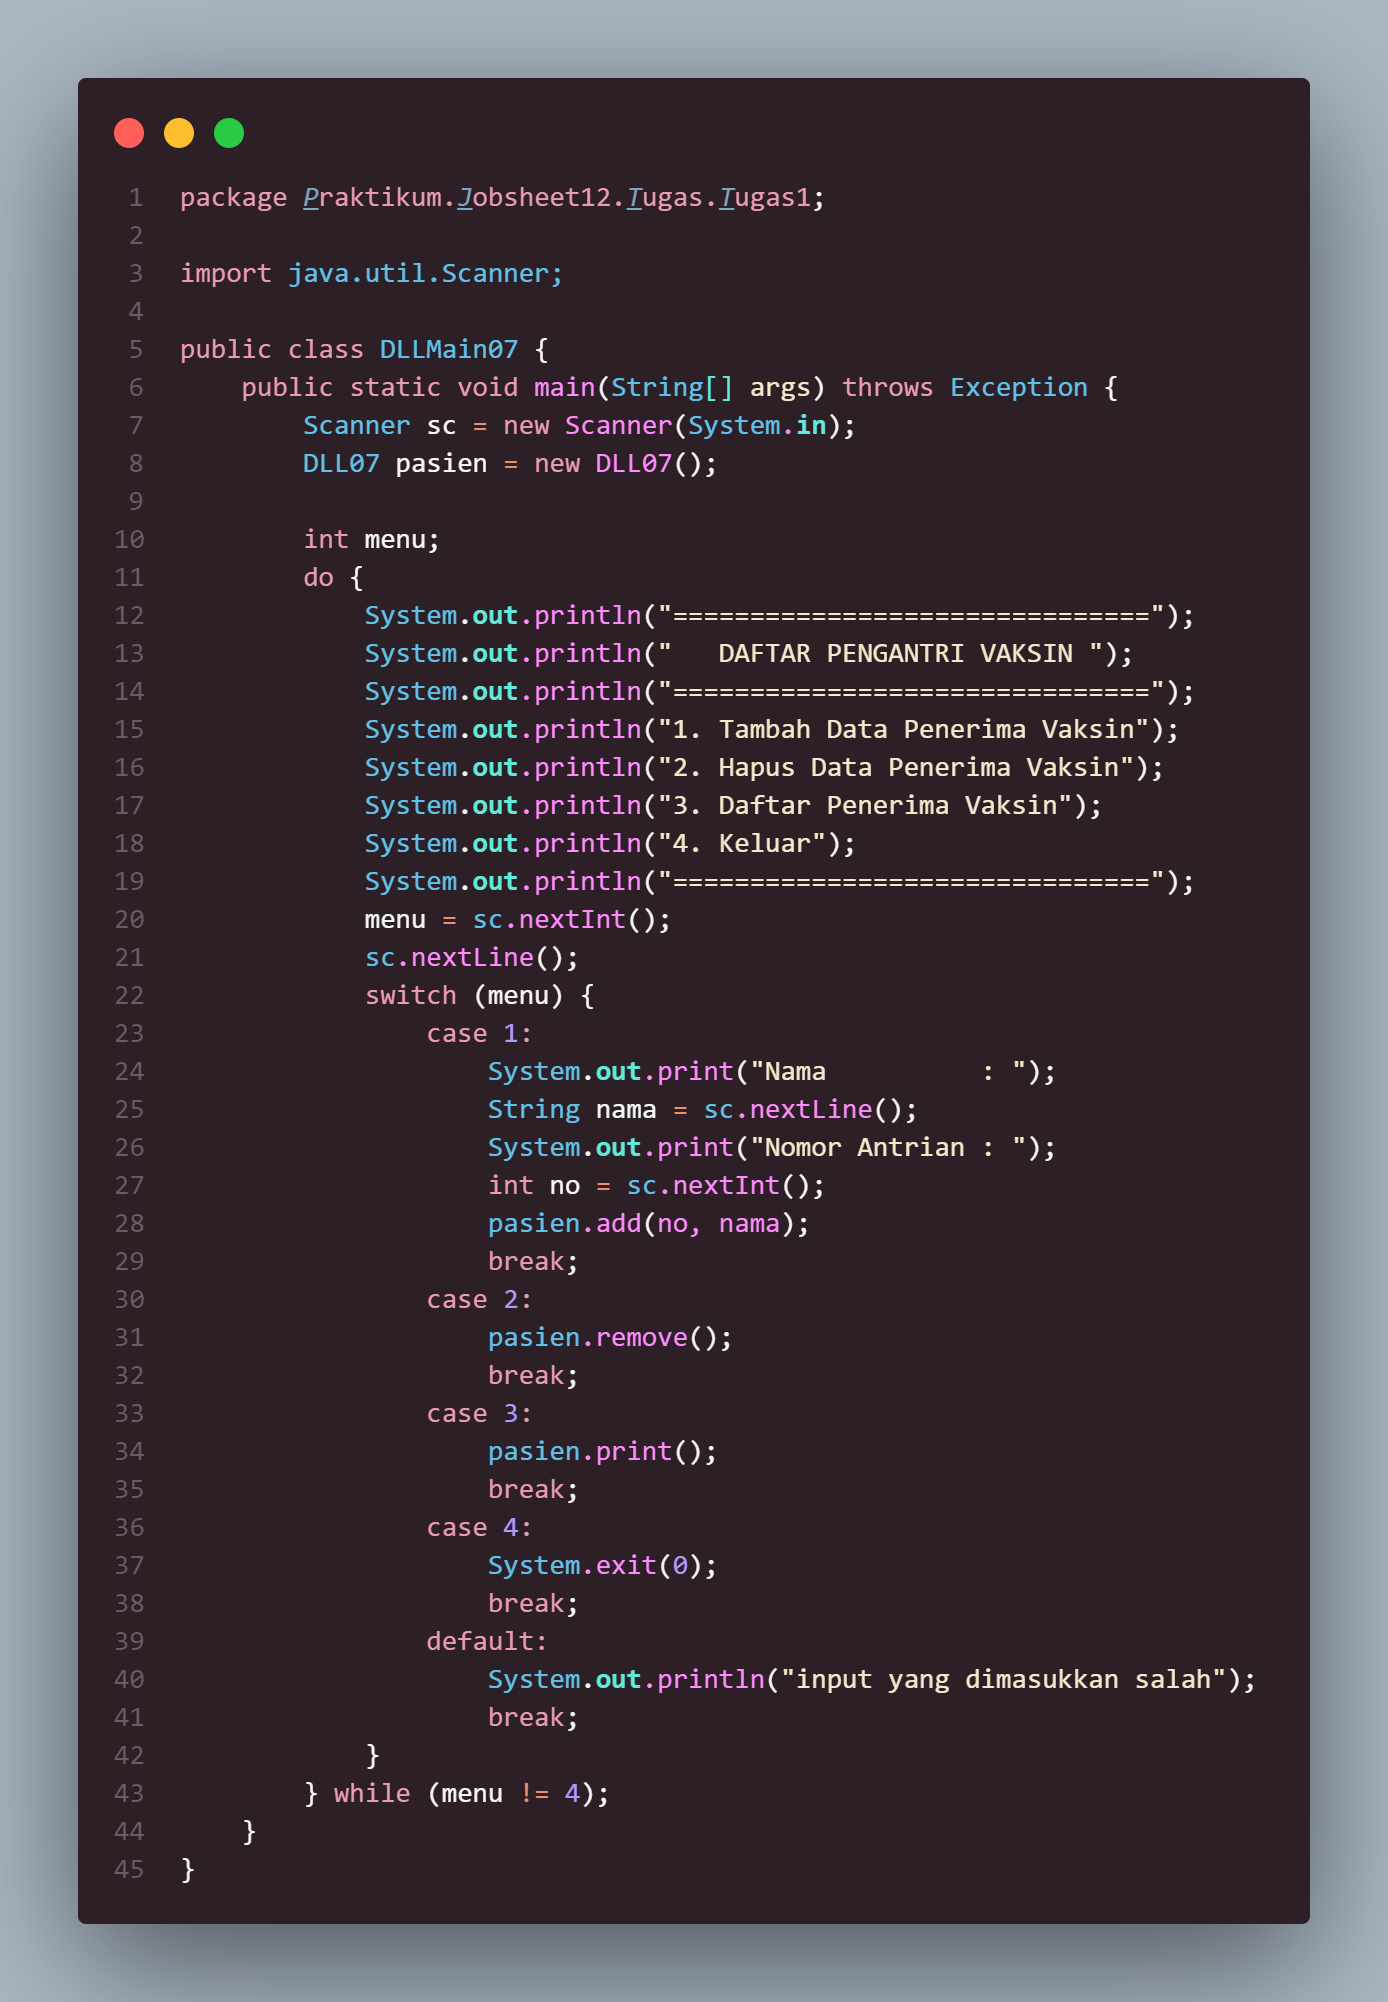 1 package Praktikum.Jobsheet12.Tugas.Tugas1;
2
3 import java.util.Scanner;
4
5 public class DLLMain07 {
6     public static void main(String[] args) throws Exception {
7         Scanner sc = new Scanner(System.in);
8         DLL07 pasien = new DLL07();
9
10         int menu;
11         do {
12             System.out.println("===============================");
13             System.out.println("   DAFTAR PENGANTRI VAKSIN ");
14             System.out.println("===============================");
15             System.out.println("1. Tambah Data Penerima Vaksin");
16             System.out.println("2. Hapus Data Penerima Vaksin");
17             System.out.println("3. Daftar Penerima Vaksin");
18             System.out.println("4. Keluar");
19             System.out.println("===============================");
20             menu = sc.nextInt();
21             sc.nextLine();
22             switch (menu) {
23                 case 1:
24                     System.out.print("Nama          : ");
25                     String nama = sc.nextLine();
26                     System.out.print("Nomor Antrian : ");
27                     int no = sc.nextInt();
28                     pasien.add(no, nama);
29                     break;
30                 case 2:
31                     pasien.remove();
32                     break;
33                 case 3:
34                     pasien.print();
35                     break;
36                 case 4:
37                     System.exit(0);
38                     break;
39                 default:
40                     System.out.println("input yang dimasukkan salah");
41                     break;
42             }
43         } while (menu != 4);
44     }
45 }